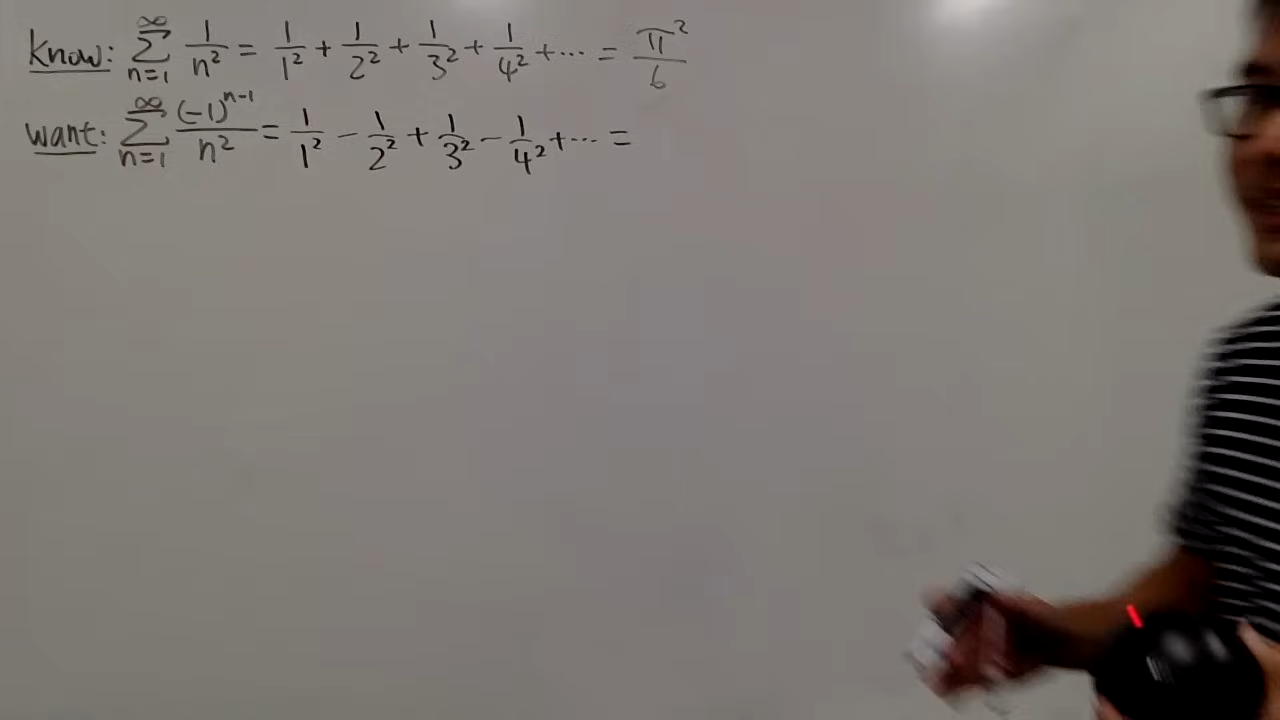 know: ∞∑n=1 1/n² = 1/1² + 1/2² + 1/3² + 1/4² + ⋯ = π²/6
want: ∞∑n=1 (-1)ⁿ⁻¹/n² = 1/1² − 1/2² + 1/3² − 1/4² + ⋯ =